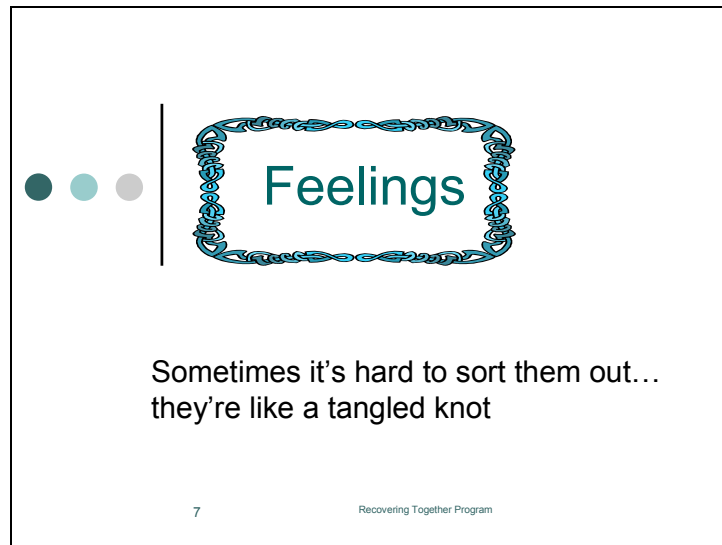 Feelings
Sometimes it’s hard to sort them out…
they’re like a tangled knot
7
Recovering Together Program